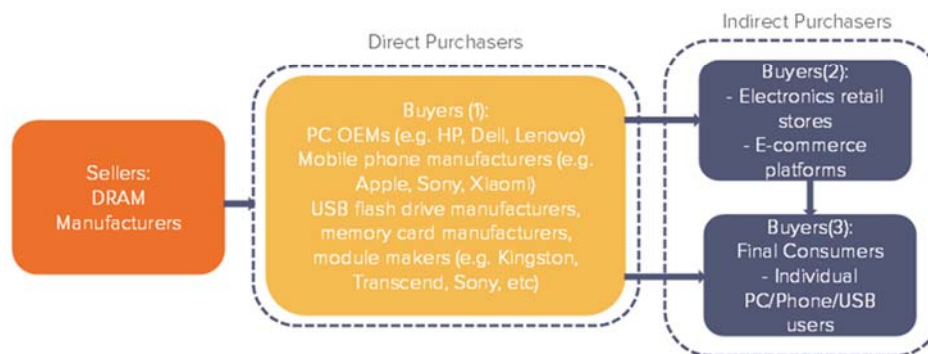 Direct Purchasers
Indirect Purchasers
Sellers:
DRAM
Manufacturers
Buyers (1):
PC OEMs (e.g. HP, Dell, Lenovo)
Mobile phone manufacturers (e.g.
Apple, Sony, Xiaomi)
USB flash drive manufacturers,
memory card manufacturers,
module makers (e.g. Kingston,
Transcend, Sony, etc)
Buyers(2):
- Electronics retail
stores
- E-commerce
platforms
Buyers(3):
Final Consumers
- Individual
PC/Phone/USB
users